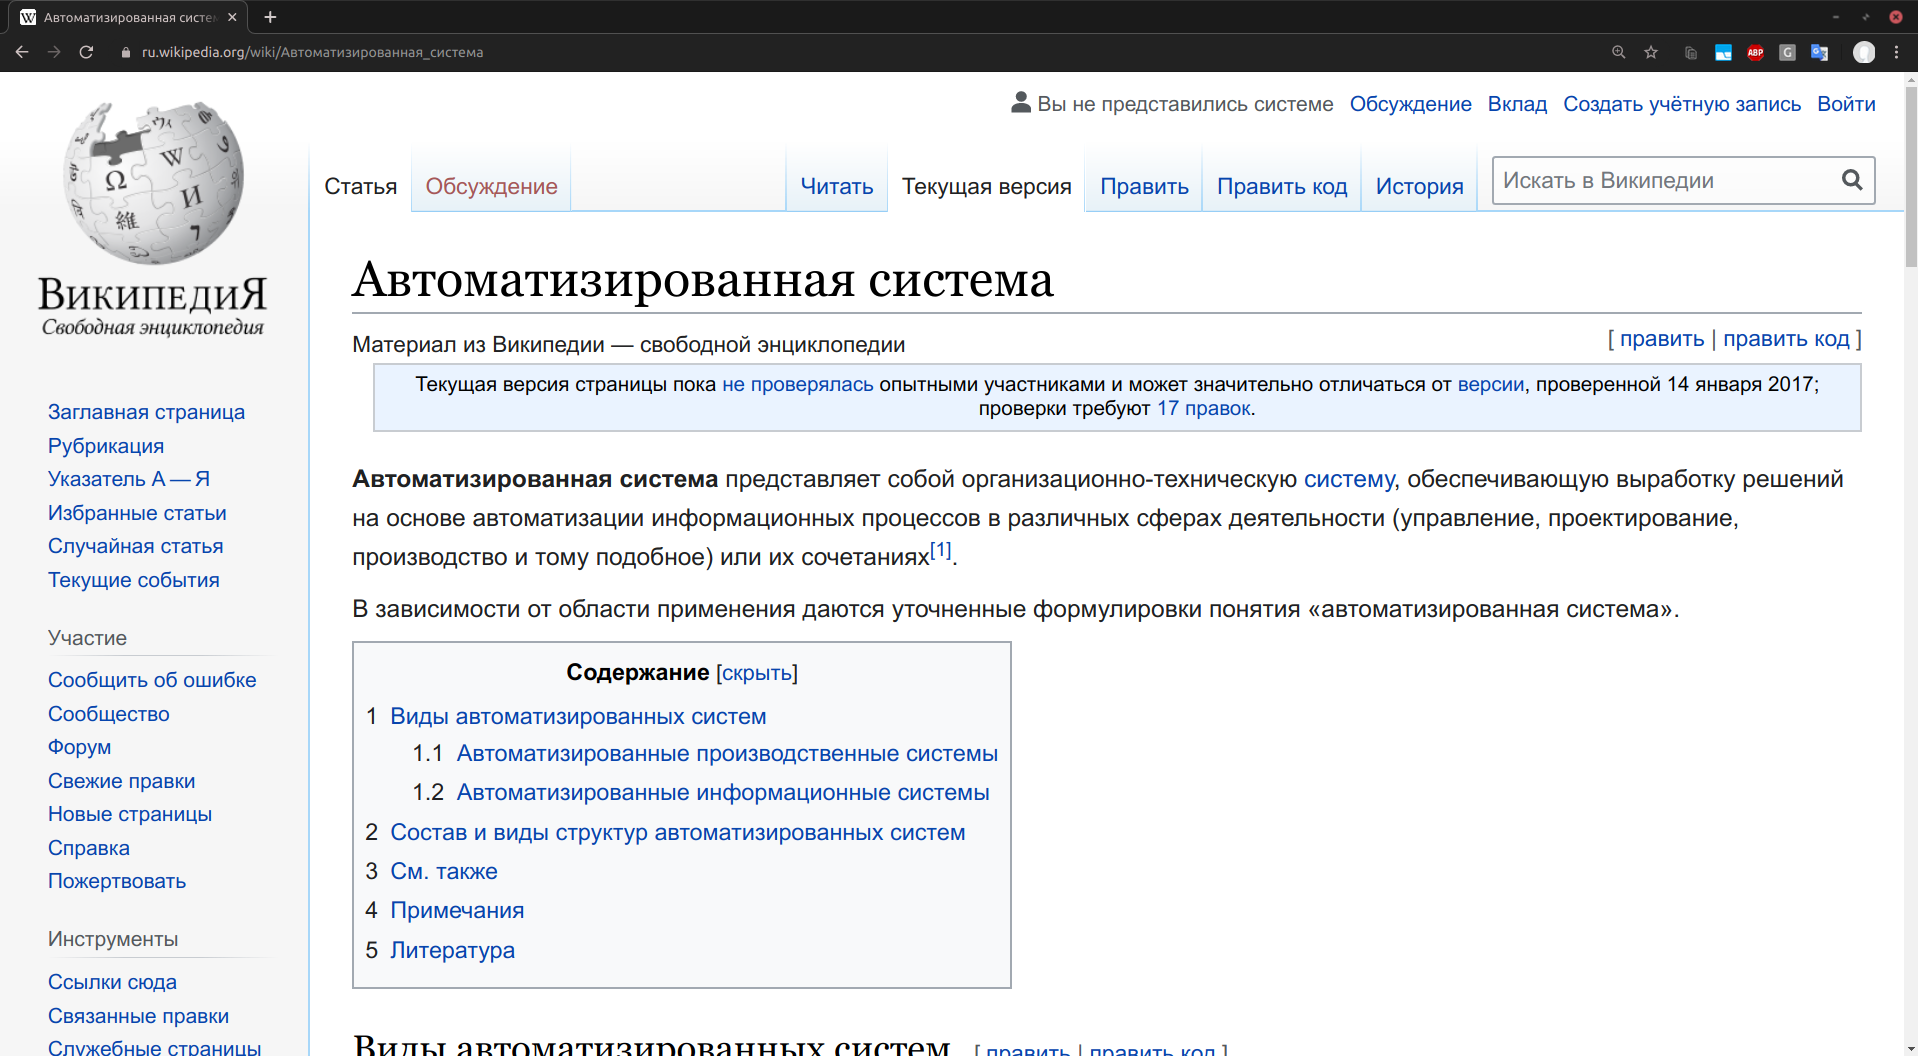 Автоматизированная систем
ru.wikipedia.org/wiki/Автоматизированная_система
ABP
G
Вы не представились системе Обсуждение Вклад Создать учётную запись Войти
Статья Обсуждение Читать Текущая версия Править Править код История Искать в Википедии
ВикипедиЯ
Свободная энциклопедия
Автоматизированная система
Материал из Википедии — свободной энциклопедии
[ править | править код ]
Текущая версия страницы пока не проверялась опытными участниками и может значительно отличаться от версии, проверенной 14 января 2017;
проверки требуют 17 правок.
Заглавная страница
Рубрикация
Указатель А — Я
Избранные статьи
Случайная статья
Текущие события
Участие
Сообщить об ошибке
Сообщество
Форум
Свежие правки
Новые страницы
Справка
Пожертвовать
Инструменты
Ссылки сюда
Связанные правки
Служебные страницы
Автоматизированная система представляет собой организационно-техническую систему, обеспечивающую выработку решений
на основе автоматизации информационных процессов в различных сферах деятельности (управление, проектирование,
производство и тому подобное) или их сочетаниях[1].
В зависимости от области применения даются уточненные формулировки понятия «автоматизированная система».
Содержание [скрыть]
1 Виды автоматизированных систем
1.1 Автоматизированные производственные системы
1.2 Автоматизированные информационные системы
2 Состав и виды структур автоматизированных систем
3 См. также
4 Примечания
5 Литература
Виды автоматизированных систем [ править | править код ]